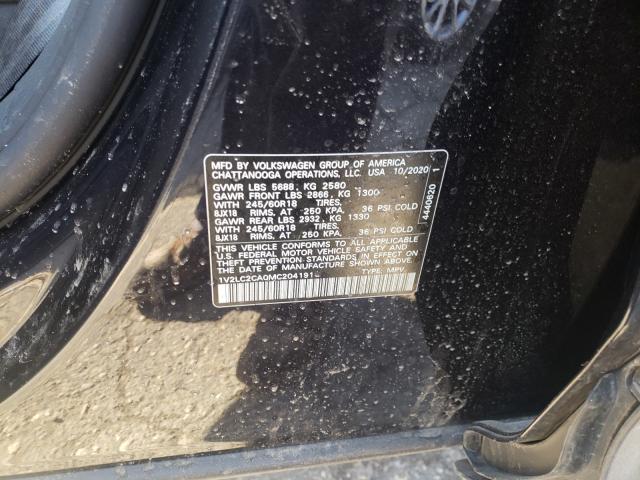 MFD BY VOLKSWAGEN GROUP OF AMERICA
CHATTANOOGA OPERATIONS, LLC. USA 10/2020
GVWR LBS 5688, KG 2580
GAWR FRONT LBS 2866, KG 1300
WITH 245/60R18 TIRES.
8JX18 RIMS. AT 250 KPA. 36 PSI COLD
GAWR REAR LBS 2932, KG 1330
WITH 245/60R18 TIRES.
8JX18 RIMS. AT 250 KPA. 36 PSI COLD
THIS VEHICLE CONFORMS TO ALL APPLICABLE
U.S. FEDERAL MOTOR VEHICLE SAFETY AND
THEFT PREVENTION STANDARDS IN EFFECT ON
THE DATE OF MANUFACTURE SHOWN ABOVE.
1V2LC2CA0MC204191 TYPE: MPV
4440620 1